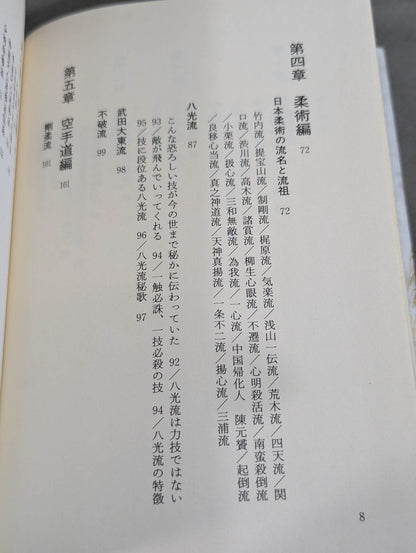 第四章　柔術編　72
日本柔術の流名と流祖　72
竹内流／提宝山流／制剛流／梶原流／気楽流／浅山一伝流／荒木流／四天流／関
口流／渋川流／高木流／諸賞流／柳生心眼流／不遷流／心明殺活流／南蛮殺倒流
／小栗流／扱心流／三和無敵流／為我流／一心流／中国帰化人　陳元贇／起倒流
／良移心当流／真之神道流／天神真揚流／一条不二流／揚心流／三浦流
八光流　87
こんな恐ろしい技が今の世まで秘かに伝わっていた　92／八光流は力技ではない
93／敵が飛んでいってくれる　94／一触必誅、一技必殺の技　94／八光流の特徴
95／技に段位ある八光流　96／八光流秘歌　97
武田大東流　98
不破流　99
第五章　空手道編　101
剛柔流　101
8